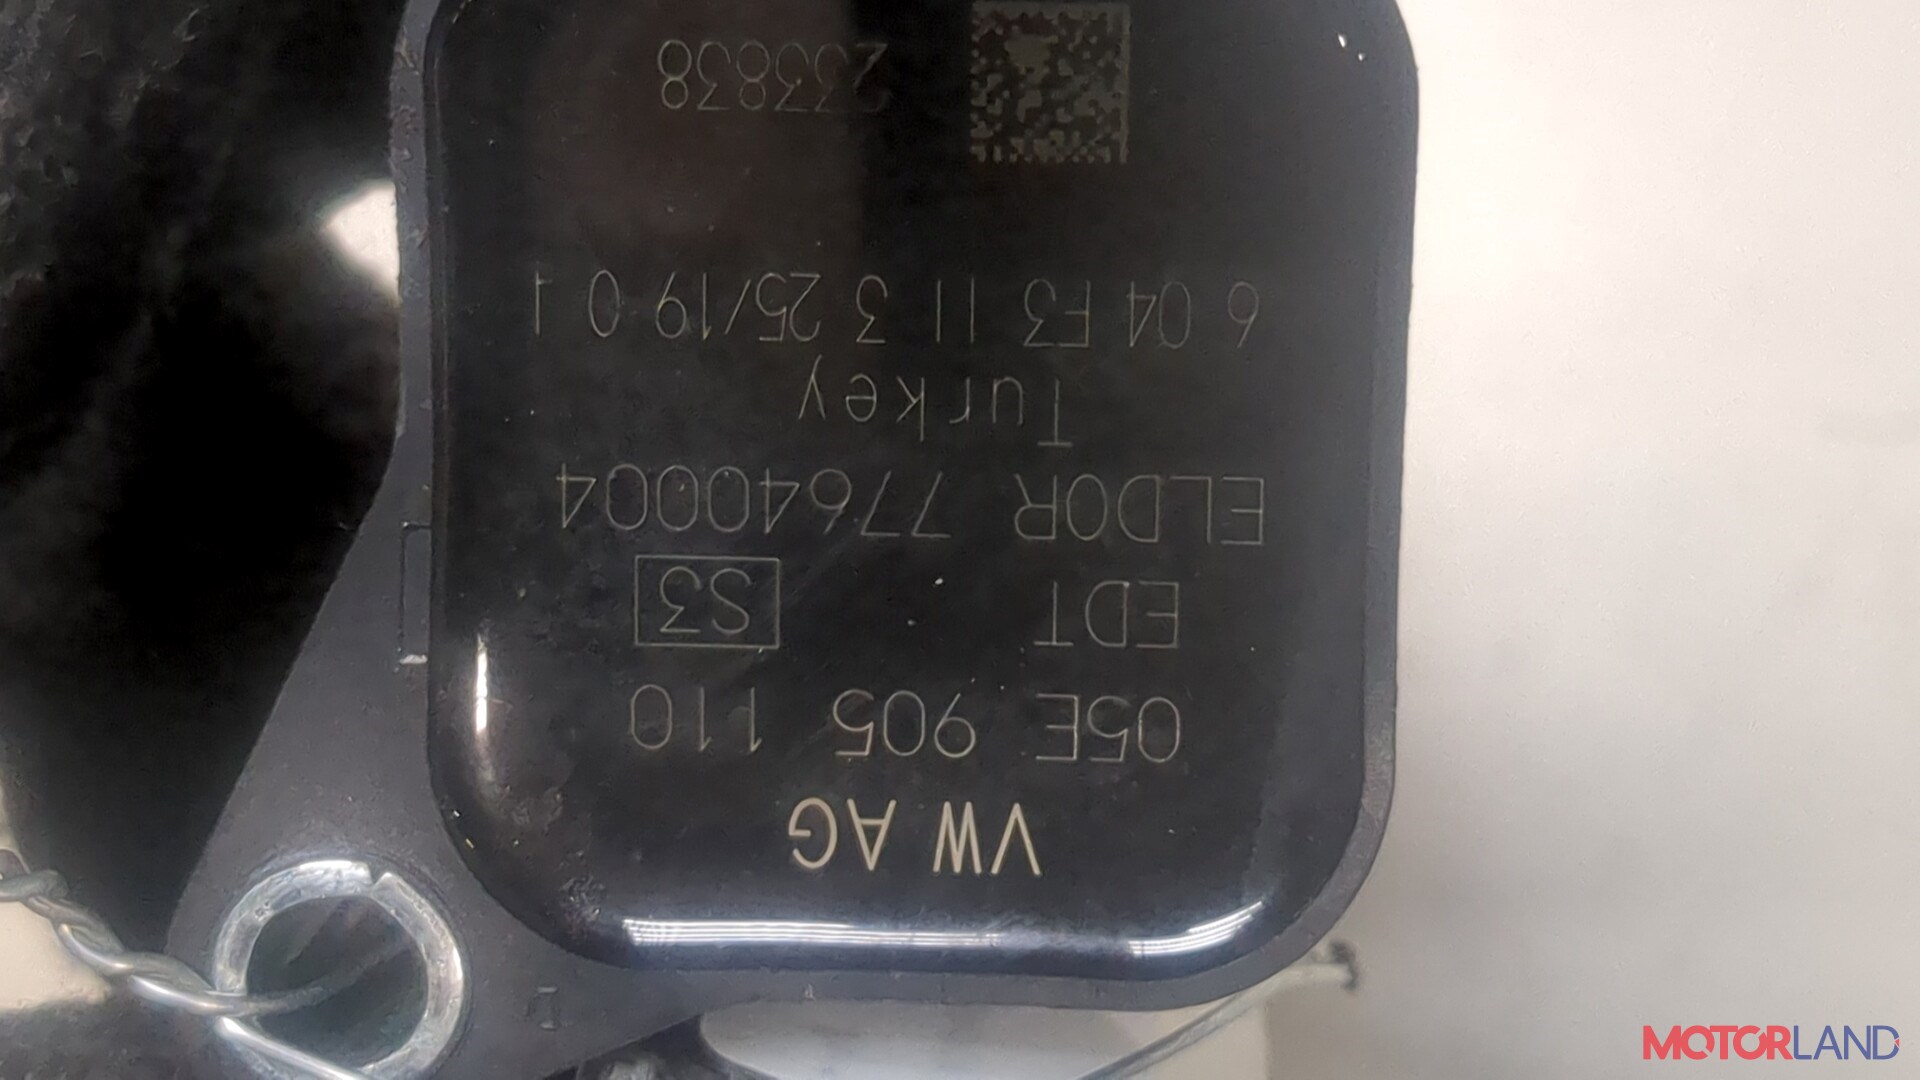 VW AG
05E 905 110
EDT S3
ELDOR 77640004
Turkey
6 04 F3 11 3 25/19 0 1
233838
MOTORLAND